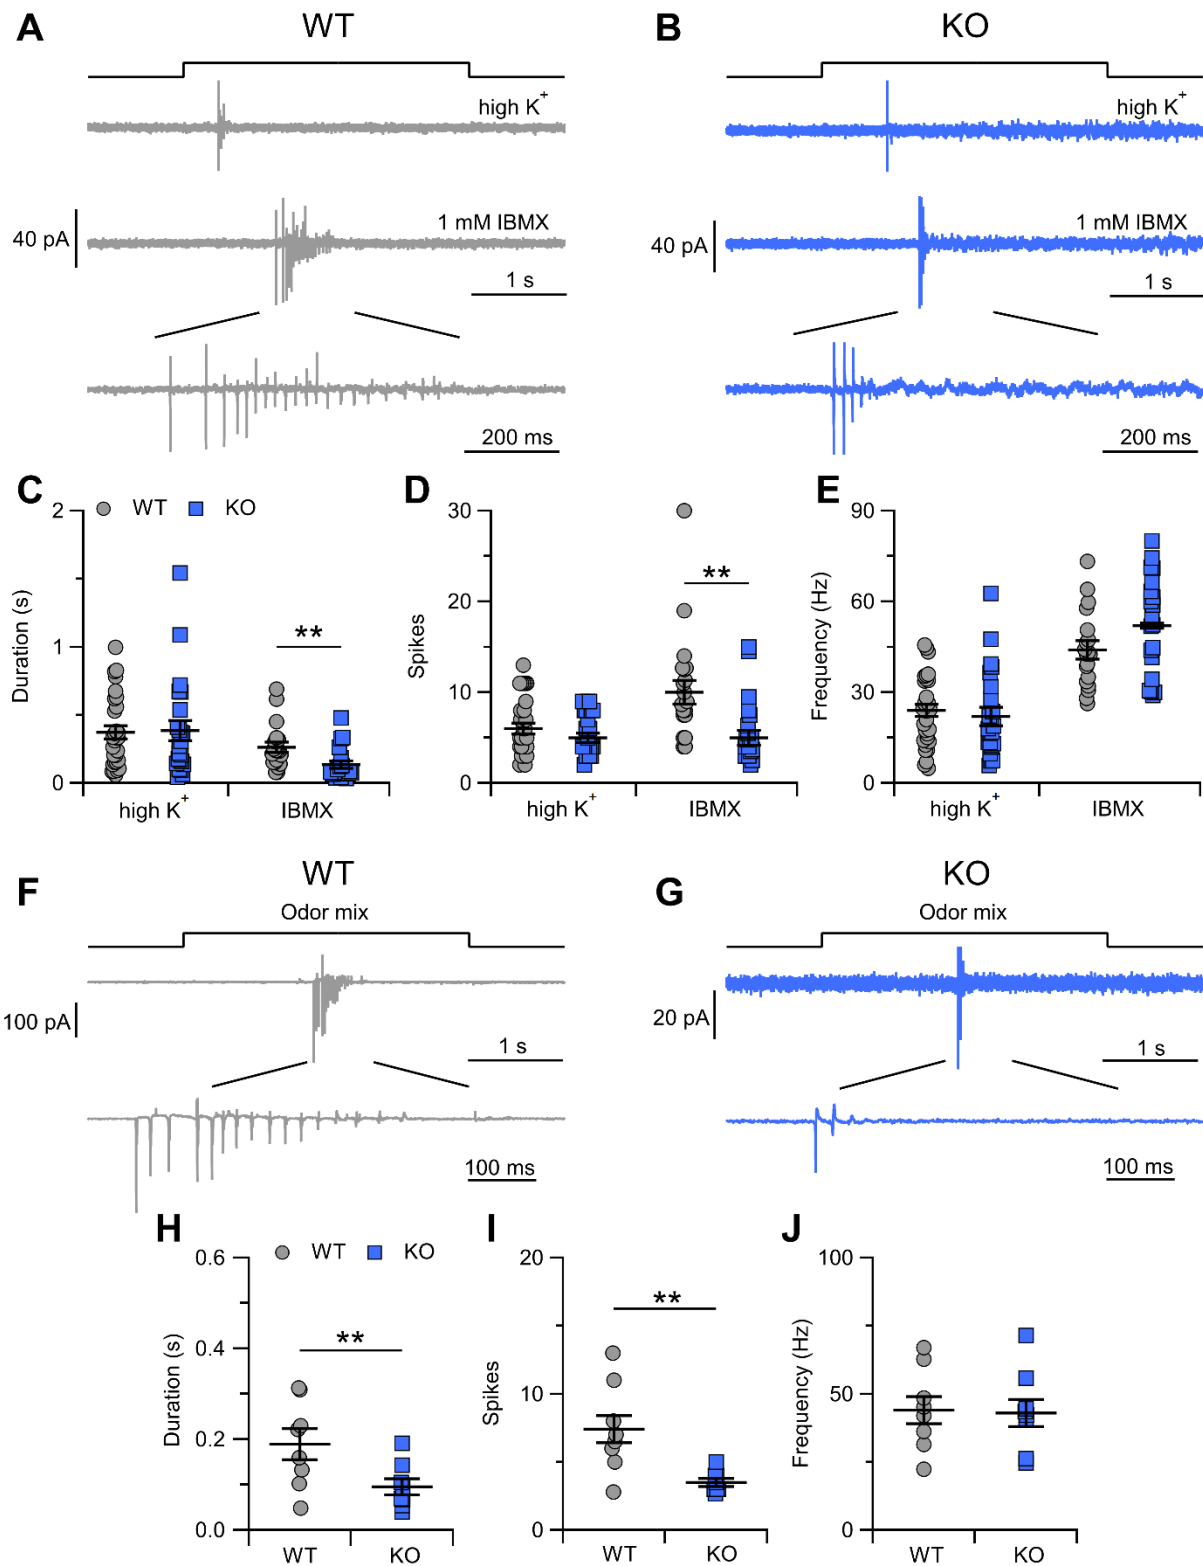 A WT B KO
high K+ high K+
40 pA 1 mM IBMX 40 pA 1 mM IBMX
1 s 1 s
200 ms 200 ms
C WT KO D E
2 30 90
Duration (s) Spikes Frequency (Hz)
** **
20 60
1
10 30
0 0 0
high K+ IBMX high K+ IBMX high K+ IBMX
F WT G KO
Odor mix Odor mix
100 pA 20 pA
1 s 1 s
100 ms 100 ms
H WT KO I J
0.6 20 100
Duration (s) Spikes Frequency (Hz)
** **
0.4
10 50
0.2
0.0 0 0
WT KO WT KO WT KO